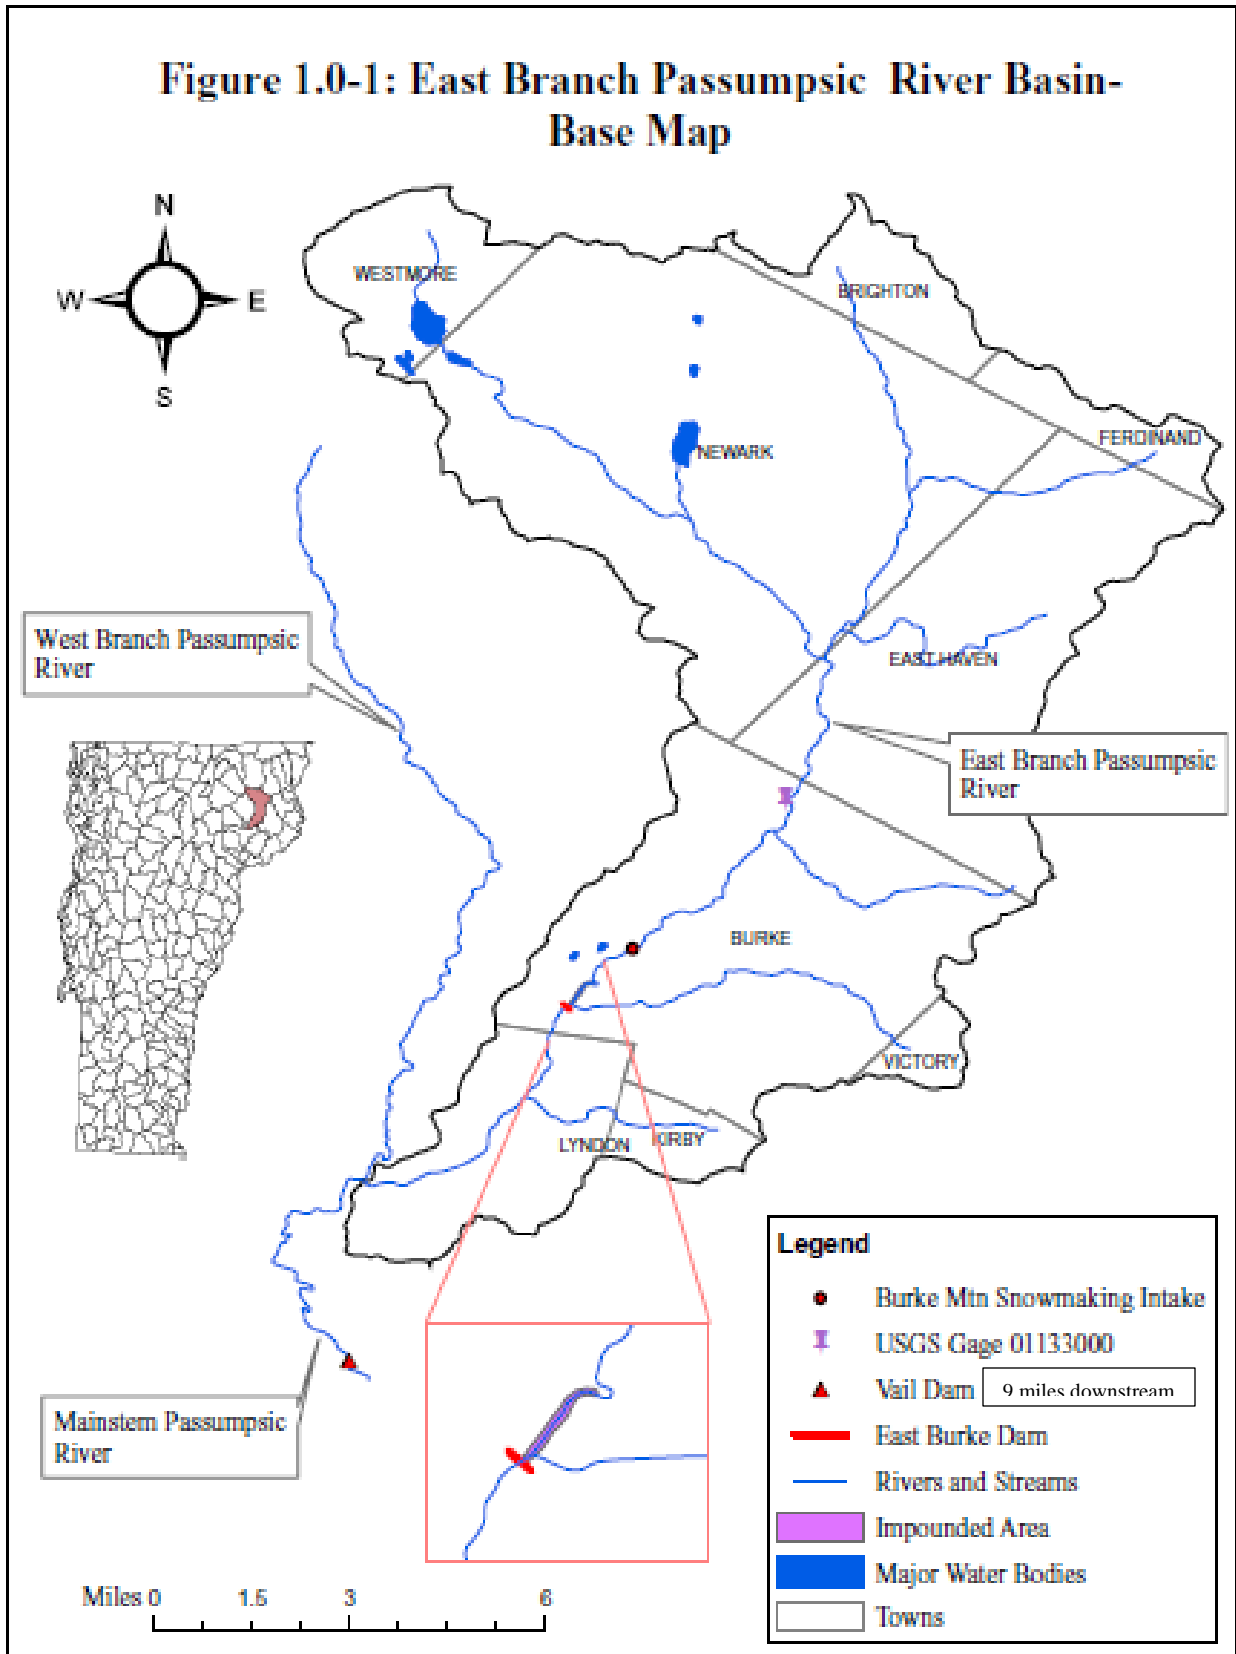 Figure 1.0-1: East Branch Passumpsic River Basin-
Base Map
N
W
E
S
WESTMORE
BRIGHTON
FERDINAND
NEWARK
West Branch Passumpsic
River
EAST HAVEN
East Branch Passumpsic
River
BURKE
VICTORY
LYNDON
KIRBY
Mainstem Passumpsic
River
Legend
Burke Mtn Snowmaking Intake
USGS Gage 01133000
Vail Dam
9 miles downstream
East Burke Dam
Rivers and Streams
Impounded Area
Major Water Bodies
Towns
Miles 0 1.5 3 6